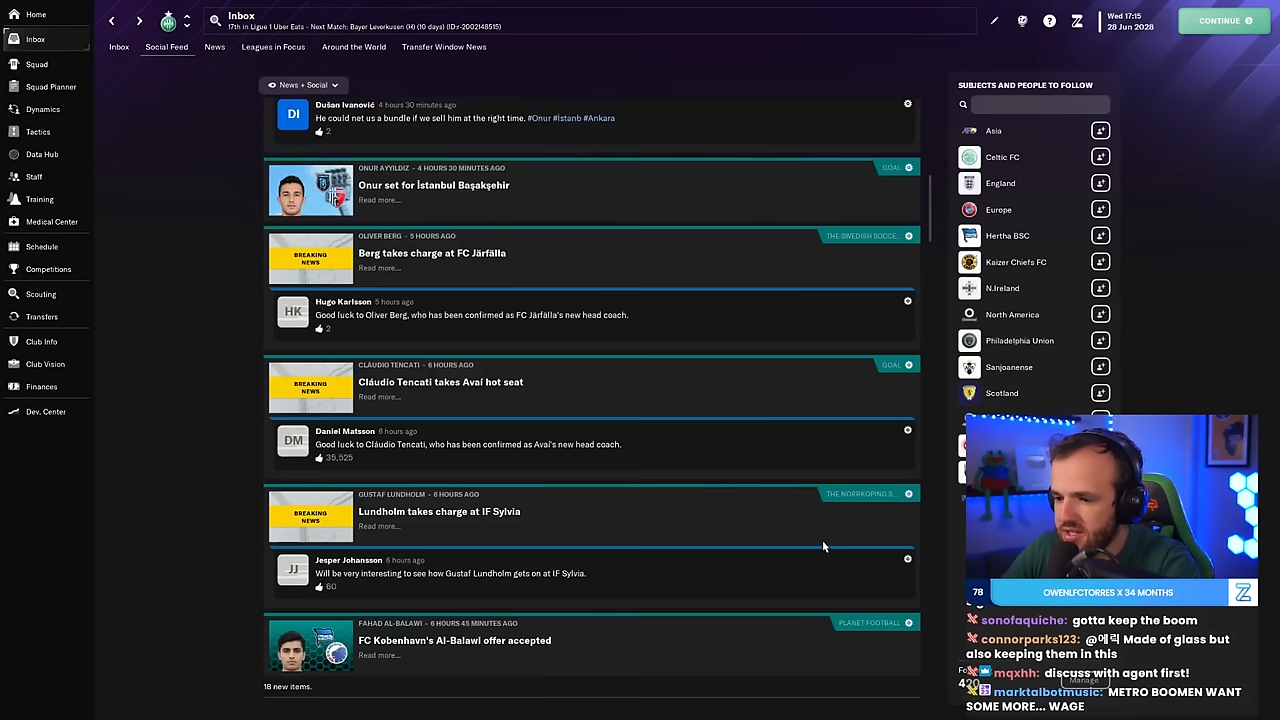 Home
Inbox
Squad
Squad Planner
Dynamics
Tactics
Data Hub
Staff
Training
Medical Center
Schedule
Competitions
Scouting
Transfers
Club Info
Club Vision
Finances
Dev. Center
Inbox
17th in Ligue 1 Uber Eats - Next Match: Bayer Leverkusen (H) (10 days) (ID:r-2002148515)
Wed 17:15
28 Jun 2028
CONTINUE
Inbox
Social Feed
News
Leagues in Focus
Around the World
Transfer Window News
News + Social
DI
Dušan Ivanović 4 hours 30 minutes ago
He could net us a bundle if we sell him at the right time. #Onur #İstanb #Ankara
2
ONUR AYYILDIZ - 4 HOURS 30 MINUTES AGO
GOAL
Onur set for İstanbul Başakşehir
Read more...
OLIVER BERG - 5 HOURS AGO
THE SWEDISH SOCCE...
BREAKING NEWS
Berg takes charge at FC Järfälla
Read more...
HK
Hugo Karlsson 5 hours ago
Good luck to Oliver Berg, who has been confirmed as FC Järfälla's new head coach.
2
CLÁUDIO TENCATI - 6 HOURS AGO
GOAL
BREAKING NEWS
Cláudio Tencati takes Avaí hot seat
Read more...
DM
Daniel Matsson 6 hours ago
Good luck to Cláudio Tencati, who has been confirmed as Avaí's new head coach.
35,525
GUSTAF LUNDHOLM - 6 HOURS AGO
THE NORRKÖPING S...
BREAKING NEWS
Lundholm takes charge at IF Sylvia
Read more...
JJ
Jesper Johansson 6 hours ago
Will be very interesting to see how Gustaf Lundholm gets on at IF Sylvia.
60
FAHAD AL-BALAWI - 6 HOURS 45 MINUTES AGO
PLANET FOOTBALL
FC København's Al-Balawi offer accepted
Read more...
18 new items.
SUBJECTS AND PEOPLE TO FOLLOW
Asia
Celtic FC
England
Europe
Hertha BSC
Kaizer Chiefs FC
N.Ireland
North America
Philadelphia Union
Sanjoanense
Scotland
78
OWENLFCTORRES X 34 MONTHS
sonofaquiche: gotta keep the boom
connorparks123: @애릭 Made of glass but
also keeping them in this
mqxhh: discuss with agent first!
Manage
marktalbotmusic: METRO BOOMEN WANT
SOME MORE... WAGE